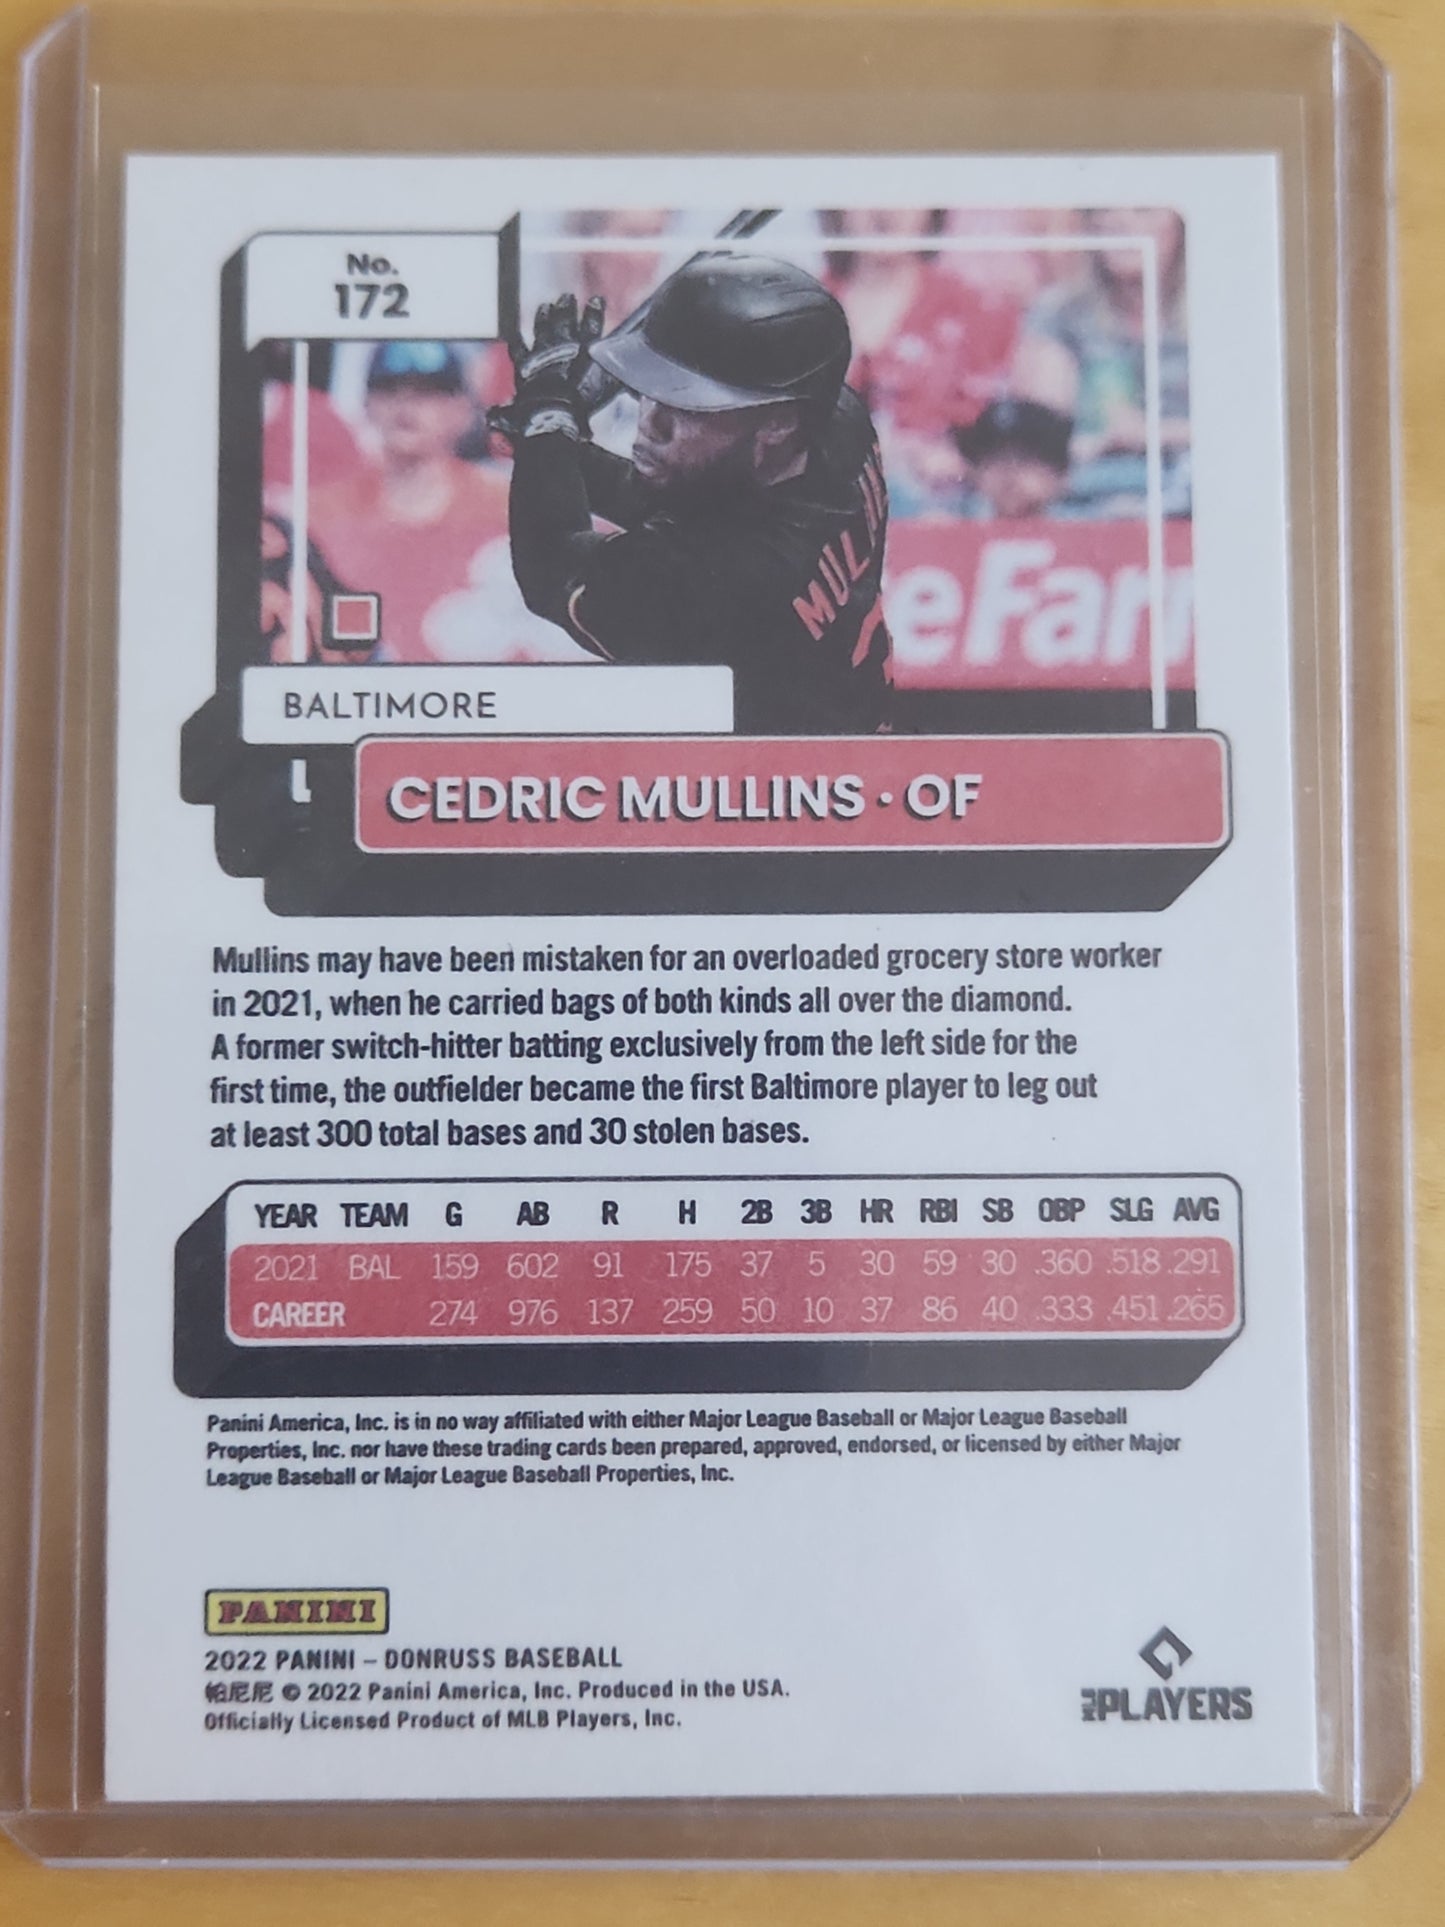 No.
172
MULLIN
eFar
BALTIMORE
CEDRIC MULLINS · OF
Mullins may have been mistaken for an overloaded grocery store worker
in 2021, when he carried bags of both kinds all over the diamond.
A former switch-hitter batting exclusively from the left side for the
first time, the outfielder became the first Baltimore player to leg out
at least 300 total bases and 30 stolen bases.
YEAR TEAM G AB R H 2B 3B HR RBI SB OBP SLG AVG
2021 BAL 159 602 91 175 37 5 30 59 30 .360 .518 .291
CAREER 274 976 137 259 50 10 37 86 40 .333 .451 .265
Panini America, Inc. is in no way affiliated with either Major League Baseball or Major League Baseball
Properties, Inc. nor have these trading cards been prepared, approved, endorsed, or licensed by either Major
League Baseball or Major League Baseball Properties, Inc.
PANINI
2022 PANINI – DONRUSS BASEBALL
帕尼尼 © 2022 Panini America, Inc. Produced in the USA.
Officially Licensed Product of MLB Players, Inc.
MLB PLAYERS